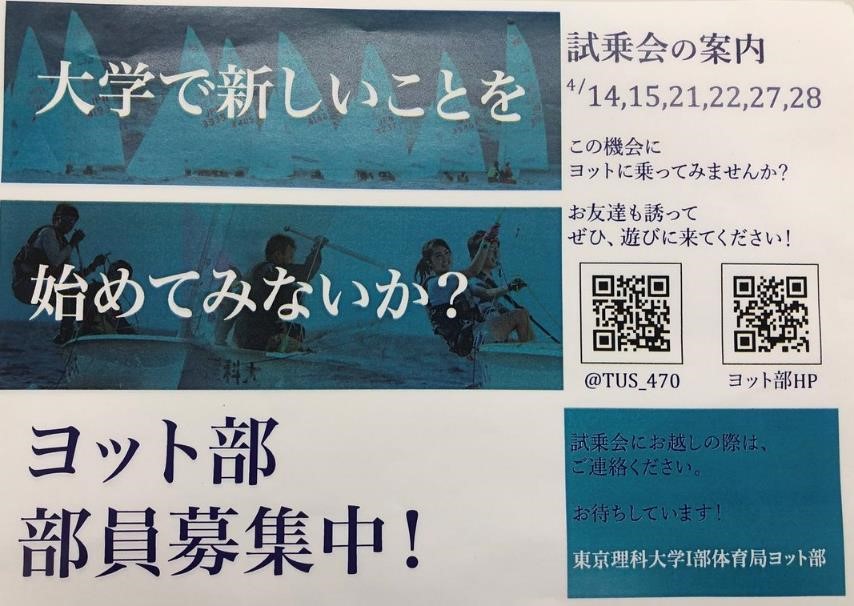 大学で新しいことを
始めてみないか？
ヨット部
部員募集中！
試乗会の案内
4/14,15,21,22,27,28
この機会に
ヨットに乗ってみませんか？
お友達も誘って
ぜひ、遊びに来てください！
@TUS_470
ヨット部HP
試乗会にお越しの際は、
ご連絡ください。
お待ちしています！
東京理科大学I部体育局ヨット部